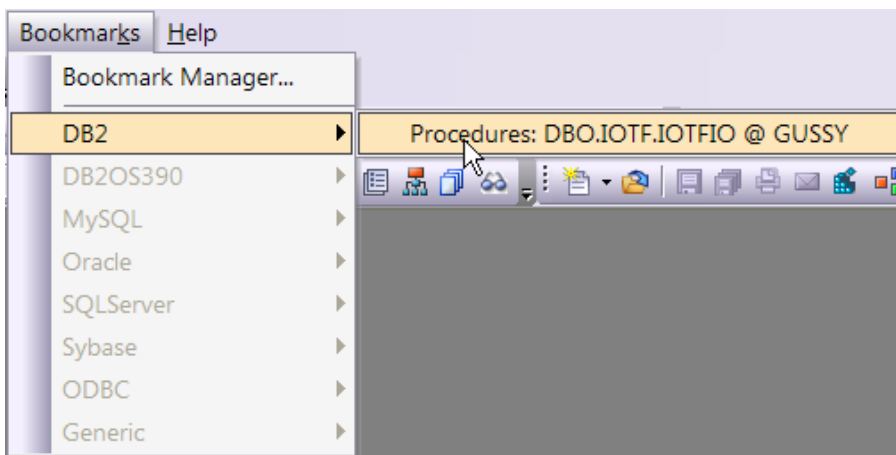 Bookmarks Help
Bookmark Manager...
DB2 Procedures: DBO.IOTF.IOTFIO @ GUSSY
DB2OS390
MySQL
Oracle
SQLServer
Sybase
ODBC
Generic